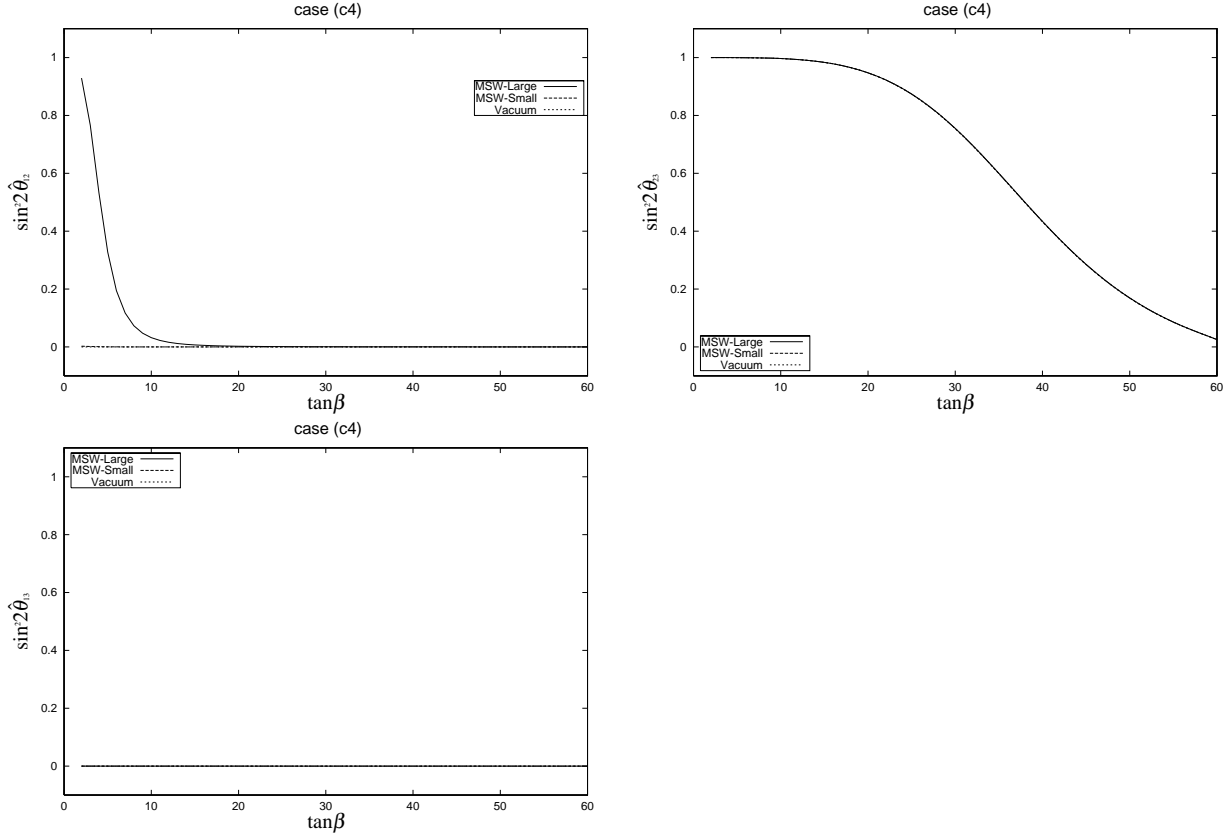 case (c4)
1
0.8
0.6
0.4
0.2
0
sin²2θ̂₁₂
MSW-Large
MSW-Small
Vacuum
0 10 20 30 40 50 60
tanβ
case (c4)
1
0.8
0.6
0.4
0.2
0
sin²2θ̂₂₃
MSW-Large
MSW-Small
Vacuum
0 10 20 30 40 50 60
tanβ
case (c4)
MSW-Large
MSW-Small
Vacuum
1
0.8
0.6
0.4
0.2
0
sin²2θ̂₁₃
0 10 20 30 40 50 60
tanβ